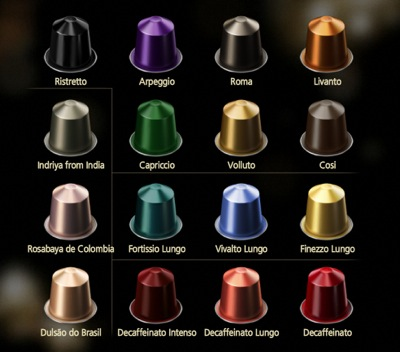 Ristretto
Arpeggio
Roma
Livanto
Indriya from India
Capriccio
Volluto
Cosi
Rosabaya de Colombia
Fortissio Lungo
Vivalto Lungo
Finezzo Lungo
Dulsão do Brasil
Decaffeinato Intenso
Decaffeinato Lungo
Decaffeinato